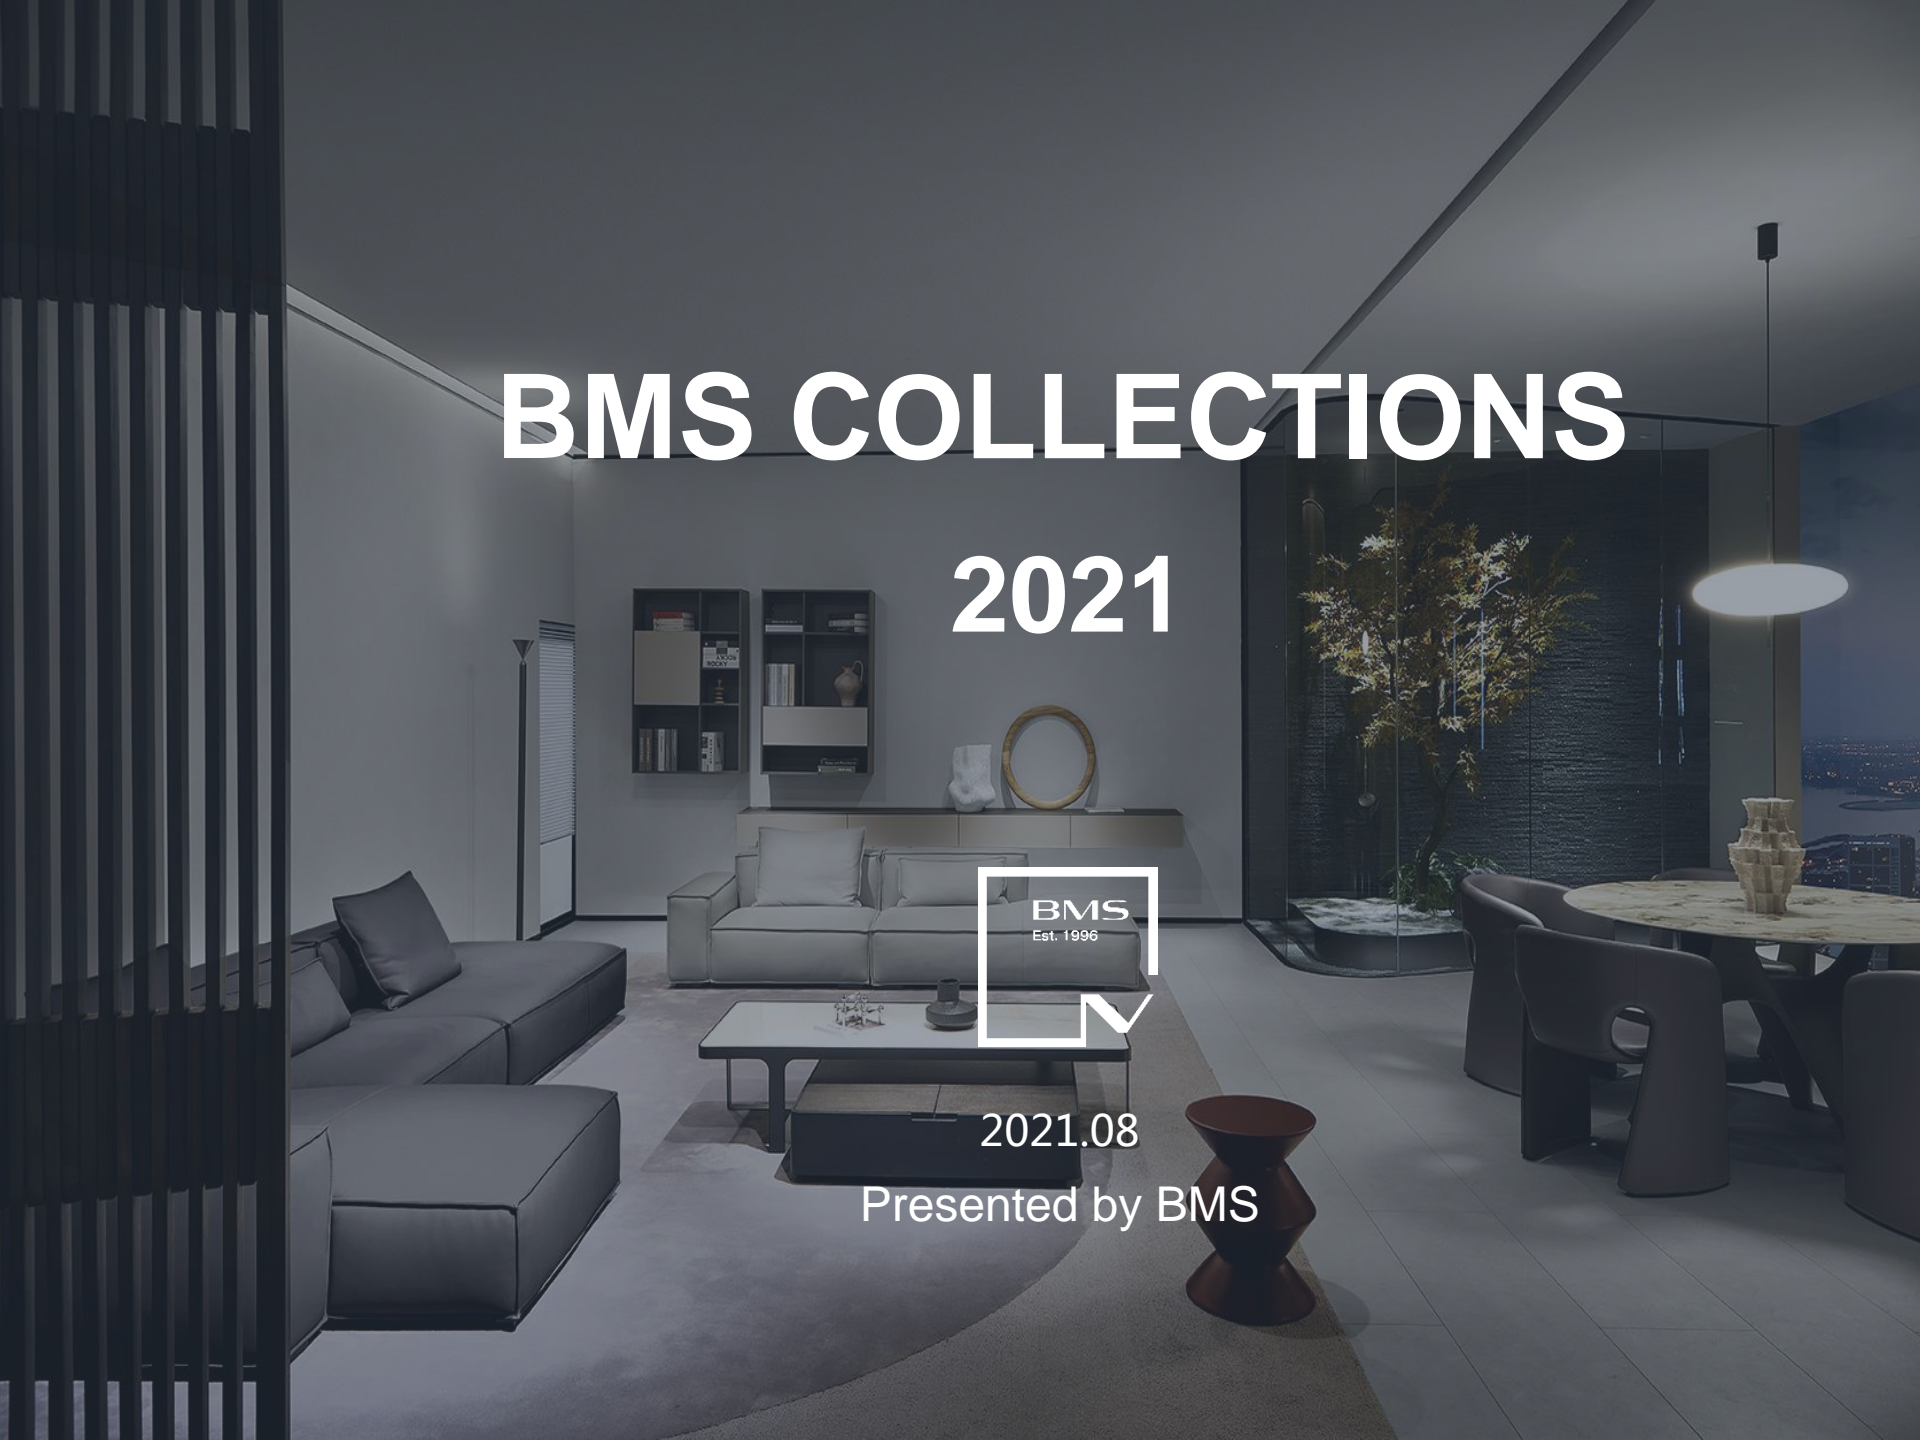 BMS COLLECTIONS
2021
BMS
Est. 1996
2021.08
Presented by BMS